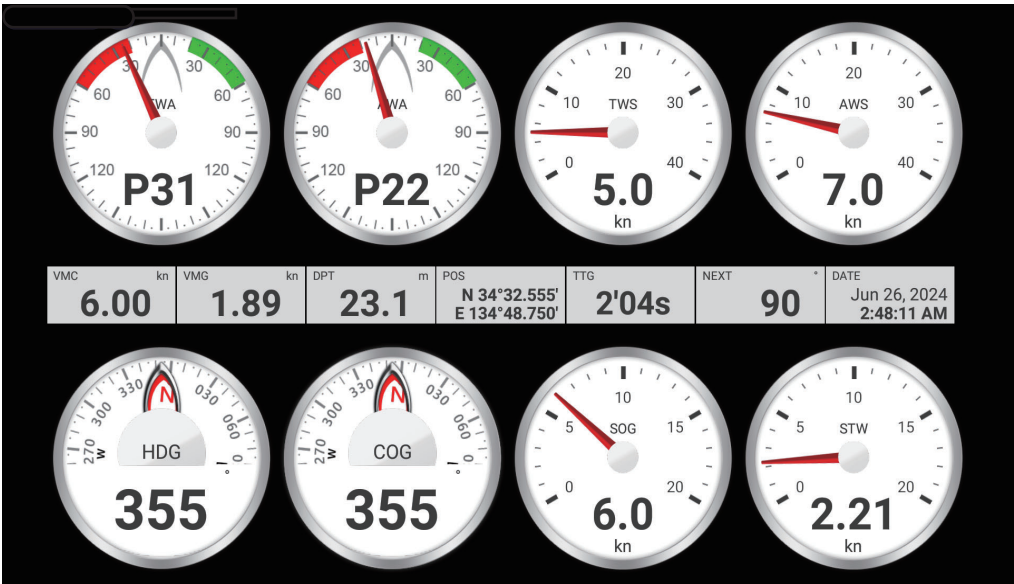 30 30
60 TWA 60
90 90
120 120
P31
30 30
60 AWA 60
90 90
120 120
P22
20
10 TWS 30
0 40
5.0
kn
20
10 AWS 30
0 40
7.0
kn
VMC kn
6.00
VMG kn
1.89
DPT m
23.1
POS
N 34°32.555'
E 134°48.750'
TTG
2'04s
NEXT °
90
DATE
Jun 26, 2024
2:48:11 AM
270 W 300 330 N 030 060
HDG
355
270 W 300 330 N 030 060
COG
355
10
5 SOG 15
0 20
6.0
kn
10
5 STW 15
0 20
2.21
kn